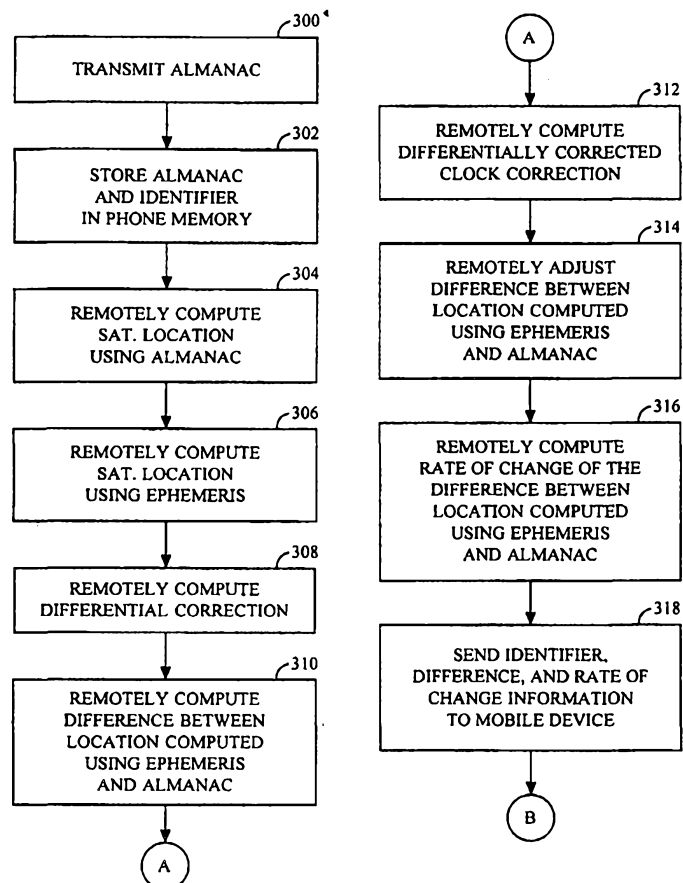 300
TRANSMIT ALMANAC
302
STORE ALMANAC
AND IDENTIFIER
IN PHONE MEMORY
304
REMOTELY COMPUTE
SAT. LOCATION
USING ALMANAC
306
REMOTELY COMPUTE
SAT. LOCATION
USING EPHEMERIS
308
REMOTELY COMPUTE
DIFFERENTIAL CORRECTION
310
REMOTELY COMPUTE
DIFFERENCE BETWEEN
LOCATION COMPUTED
USING EPHEMERIS
AND ALMANAC
A
A
312
REMOTELY COMPUTE
DIFFERENTIALLY CORRECTED
CLOCK CORRECTION
314
REMOTELY ADJUST
DIFFERENCE BETWEEN
LOCATION COMPUTED
USING EPHEMERIS
AND ALMANAC
316
REMOTELY COMPUTE
RATE OF CHANGE OF THE
DIFFERENCE BETWEEN
LOCATION COMPUTED
USING EPHEMERIS
AND ALMANAC
318
SEND IDENTIFIER,
DIFFERENCE, AND RATE OF
CHANGE INFORMATION
TO MOBILE DEVICE
B